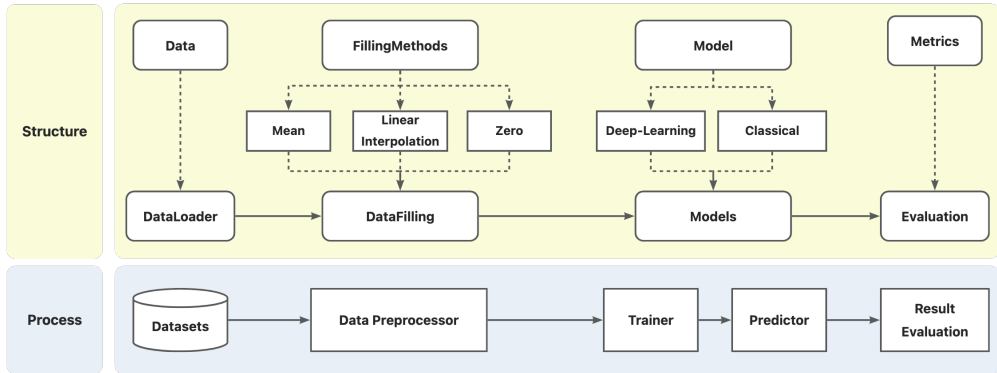 Structure
Data
FillingMethods
Model
Metrics
Mean
Linear
Interpolation
Zero
Deep-Learning
Classical
DataLoader
DataFilling
Models
Evaluation
Process
Datasets
Data Preprocessor
Trainer
Predictor
Result
Evaluation